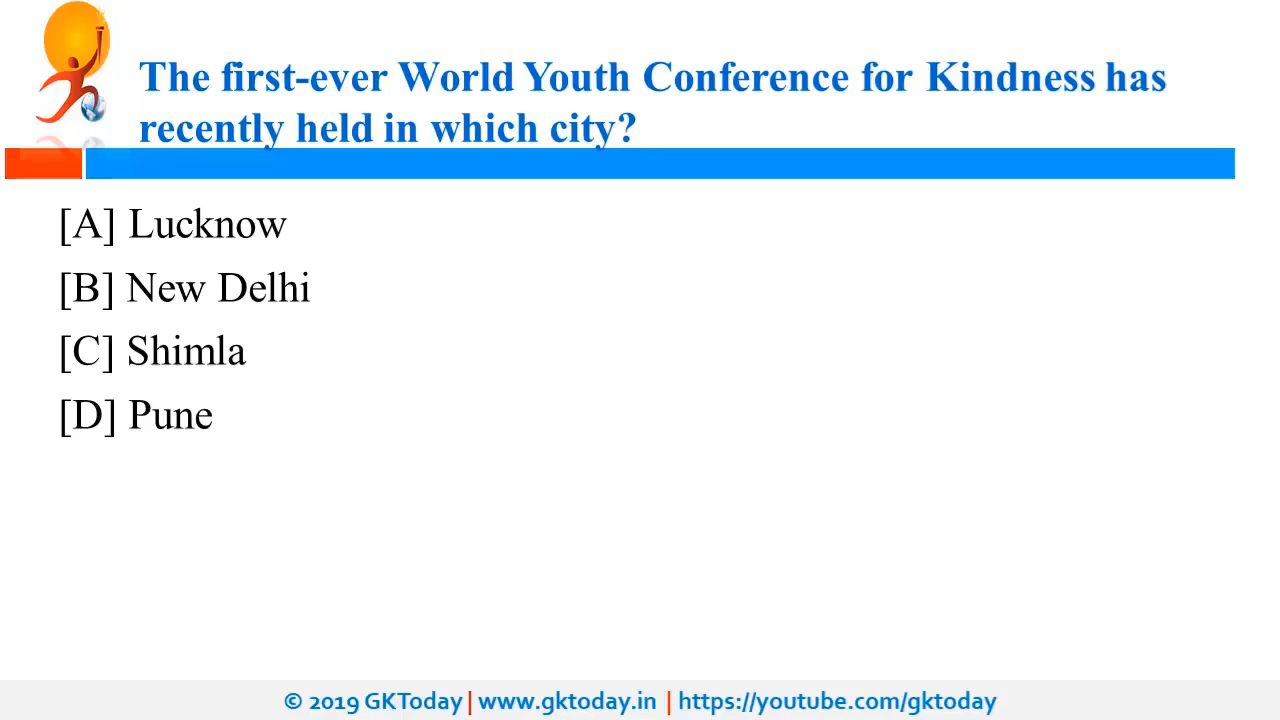 The first-ever World Youth Conference for Kindness has
recently held in which city?
[A] Lucknow
[B] New Delhi
[C] Shimla
[D] Pune
© 2019 GKToday | www.gktoday.in | https://youtube.com/gktoday